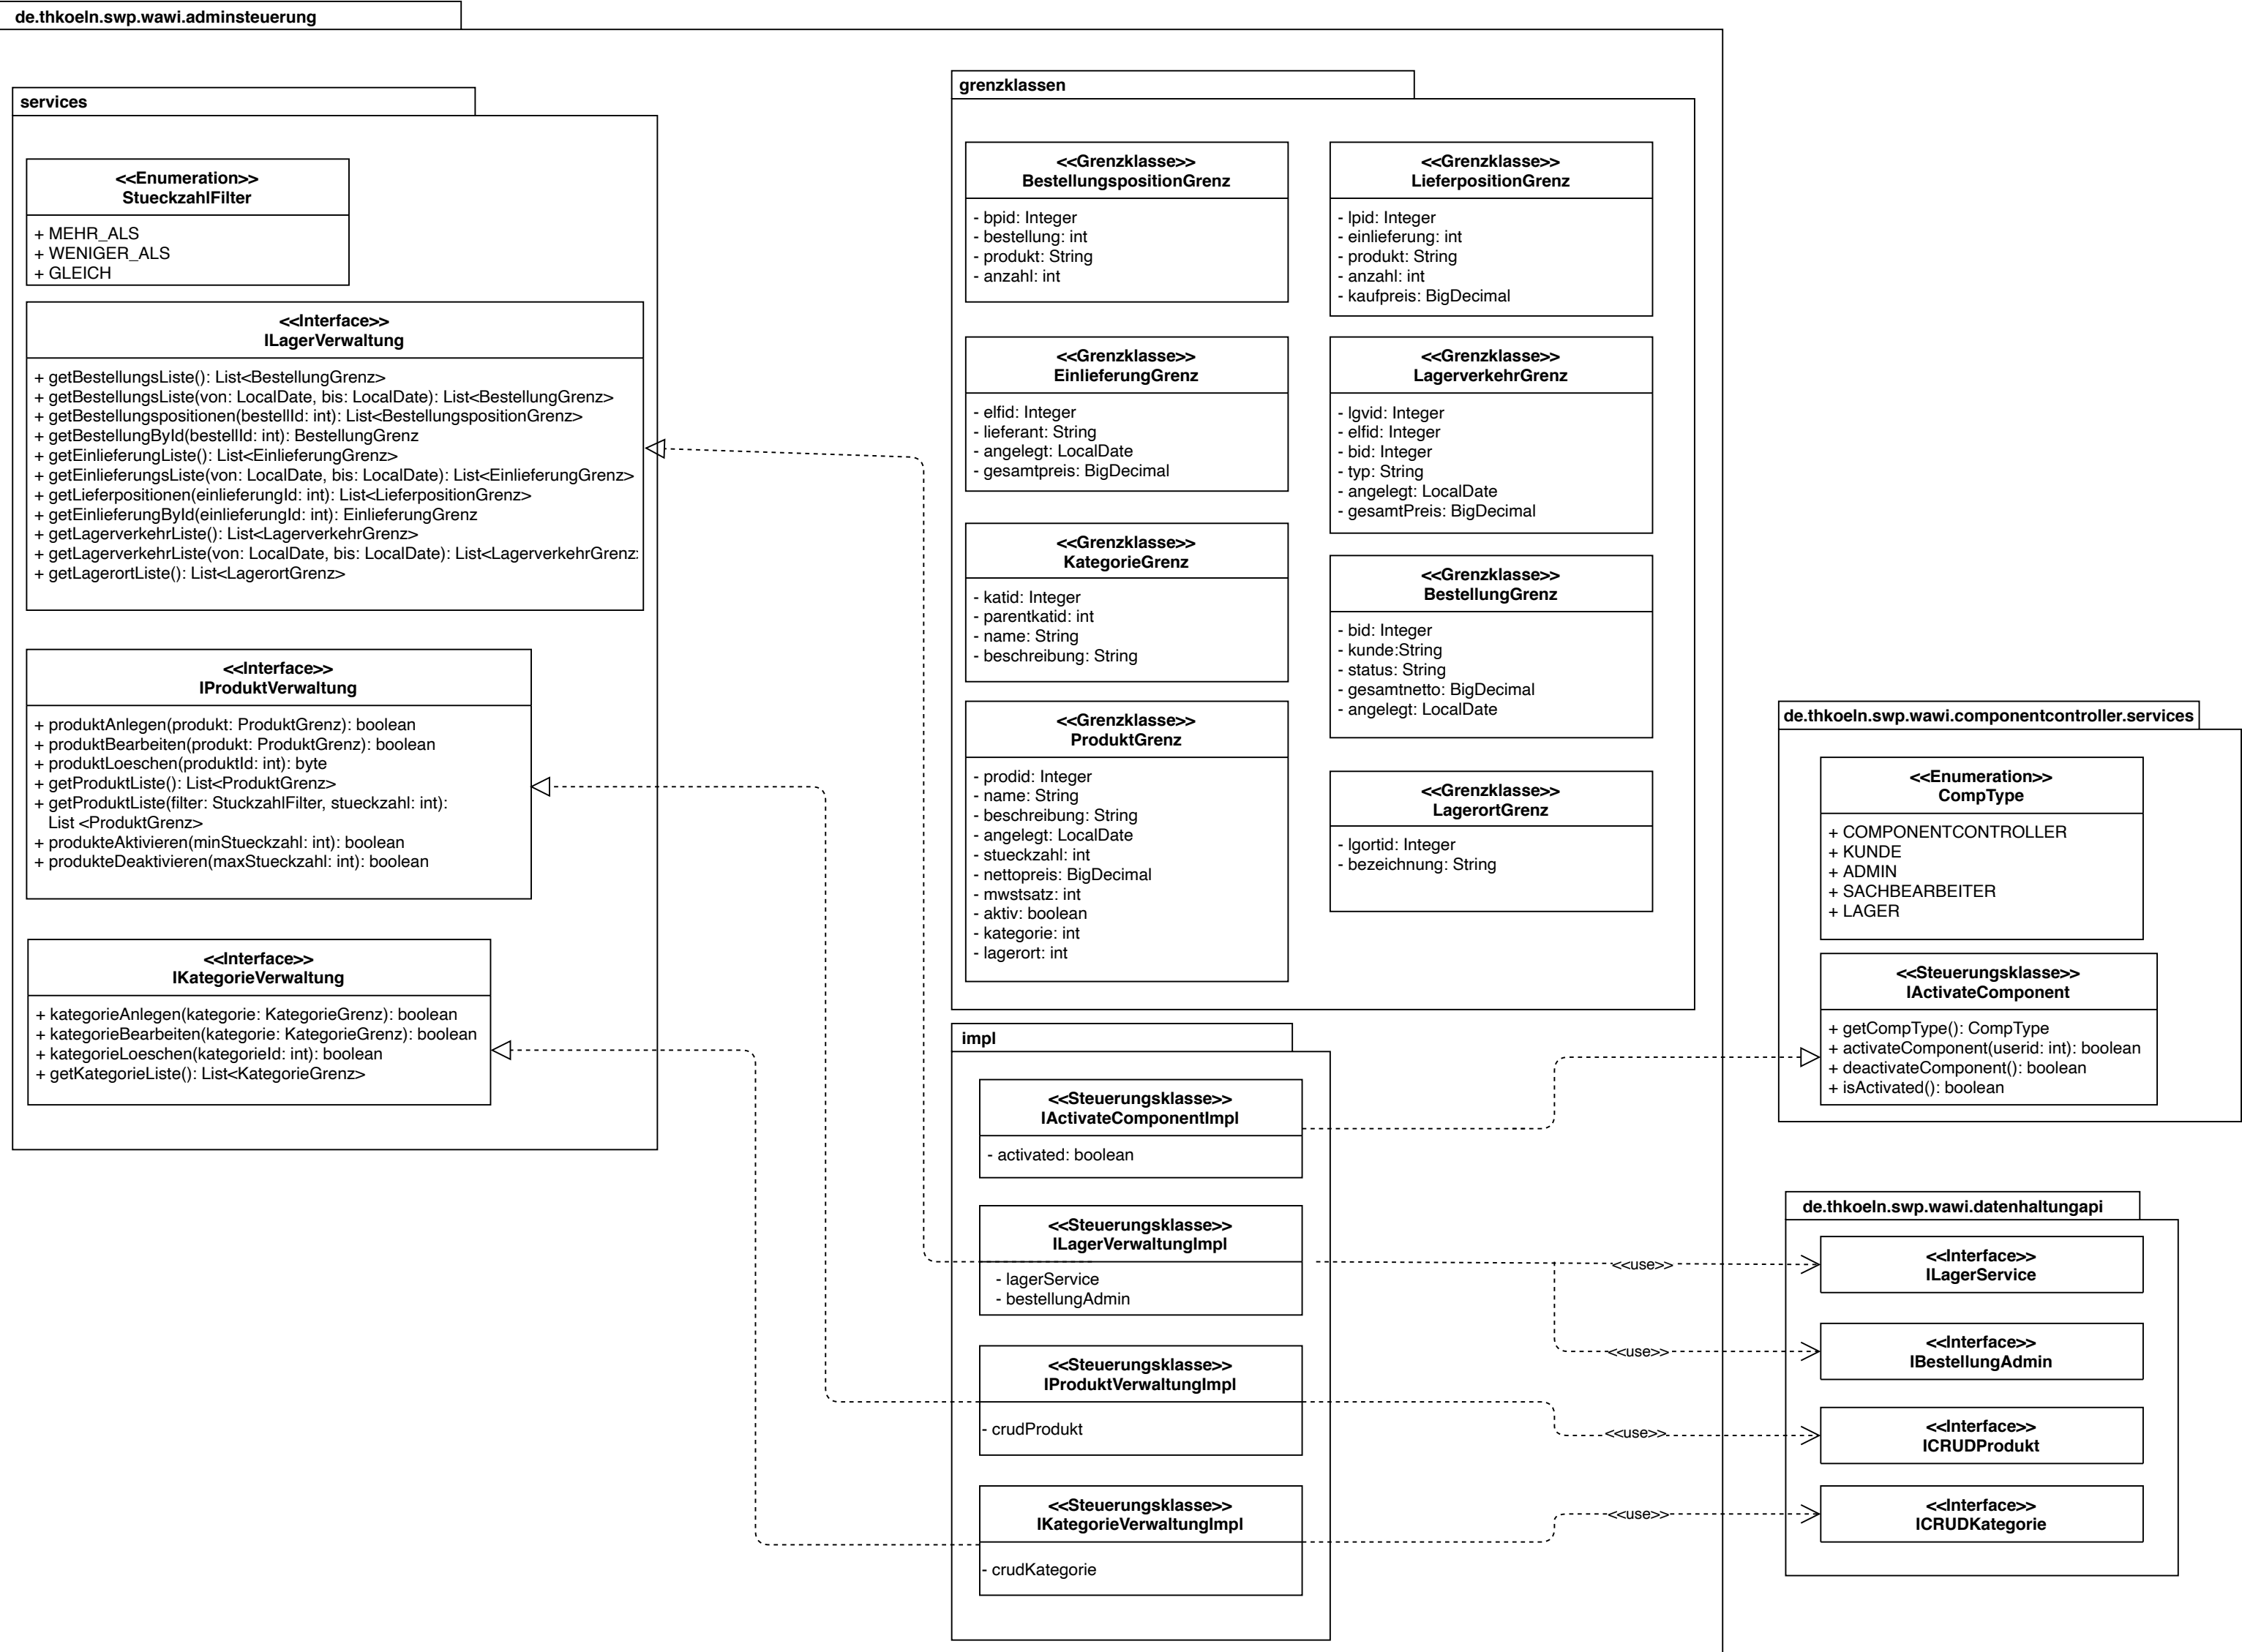 de.thkoeln.swp.wawi.adminsteuerung
services
<<Enumeration>>
StueckzahlFilter
+ MEHR_ALS
+ WENIGER_ALS
+ GLEICH
<<Interface>>
ILagerVerwaltung
+ getBestellungsListe(): List<BestellungGrenz>
+ getBestellungsListe(von: LocalDate, bis: LocalDate): List<BestellungGrenz>
+ getBestellungspositionen(bestellId: int): List<BestellungspositionGrenz>
+ getBestellungById(bestellId: int): BestellungGrenz
+ getEinlieferungListe(): List<EinlieferungGrenz>
+ getEinlieferungsListe(von: LocalDate, bis: LocalDate): List<EinlieferungGrenz>
+ getLieferpositionen(einlieferungId: int): List<LieferpositionGrenz>
+ getEinlieferungById(einlieferungId: int): EinlieferungGrenz
+ getLagerverkehrListe(): List<LagerverkehrGrenz>
+ getLagerverkehrListe(von: LocalDate, bis: LocalDate): List<LagerverkehrGrenz
+ getLagerortListe(): List<LagerortGrenz>
<<Interface>>
IProduktVerwaltung
+ produktAnlegen(produkt: ProduktGrenz): boolean
+ produktBearbeiten(produkt: ProduktGrenz): boolean
+ produktLoeschen(produktId: int): byte
+ getProduktListe(): List<ProduktGrenz>
+ getProduktListe(filter: StuckzahlFilter, stueckzahl: int):
List <ProduktGrenz>
+ produkteAktivieren(minStueckzahl: int): boolean
+ produkteDeaktivieren(maxStueckzahl: int): boolean
<<Interface>>
IKategorieVerwaltung
+ kategorieAnlegen(kategorie: KategorieGrenz): boolean
+ kategorieBearbeiten(kategorie: KategorieGrenz): boolean
+ kategorieLoeschen(kategorieId: int): boolean
+ getKategorieListe(): List<KategorieGrenz>
grenzklassen
<<Grenzklasse>>
BestellungspositionGrenz
- bpid: Integer
- bestellung: int
- produkt: String
- anzahl: int
<<Grenzklasse>>
LieferpositionGrenz
- lpid: Integer
- einlieferung: int
- produkt: String
- anzahl: int
- kaufpreis: BigDecimal
<<Grenzklasse>>
EinlieferungGrenz
- elfid: Integer
- lieferant: String
- angelegt: LocalDate
- gesamtpreis: BigDecimal
<<Grenzklasse>>
LagerverkehrGrenz
- lgvid: Integer
- elfid: Integer
- bid: Integer
- typ: String
- angelegt: LocalDate
- gesamtPreis: BigDecimal
<<Grenzklasse>>
KategorieGrenz
- katid: Integer
- parentkatid: int
- name: String
- beschreibung: String
<<Grenzklasse>>
BestellungGrenz
- bid: Integer
- kunde:String
- status: String
- gesamtnetto: BigDecimal
- angelegt: LocalDate
<<Grenzklasse>>
ProduktGrenz
- prodid: Integer
- name: String
- beschreibung: String
- angelegt: LocalDate
- stueckzahl: int
- nettopreis: BigDecimal
- mwstsatz: int
- aktiv: boolean
- kategorie: int
- lagerort: int
<<Grenzklasse>>
LagerortGrenz
- lgortid: Integer
- bezeichnung: String
impl
<<Steuerungsklasse>>
IActivateComponentImpl
- activated: boolean
<<Steuerungsklasse>>
ILagerVerwaltungImpl
- lagerService
- bestellungAdmin
<<Steuerungsklasse>>
IProduktVerwaltungImpl
- crudProdukt
<<Steuerungsklasse>>
IKategorieVerwaltungImpl
- crudKategorie
de.thkoeln.swp.wawi.componentcontroller.services
<<Enumeration>>
CompType
+ COMPONENTCONTROLLER
+ KUNDE
+ ADMIN
+ SACHBEARBEITER
+ LAGER
<<Steuerungsklasse>>
IActivateComponent
+ getCompType(): CompType
+ activateComponent(userid: int): boolean
+ deactivateComponent(): boolean
+ isActivated(): boolean
de.thkoeln.swp.wawi.datenhaltungapi
<<use>>
<<Interface>>
ILagerService
<<use>>
<<Interface>>
IBestellungAdmin
<<use>>
<<Interface>>
ICRUDProdukt
<<use>>
<<Interface>>
ICRUDKategorie